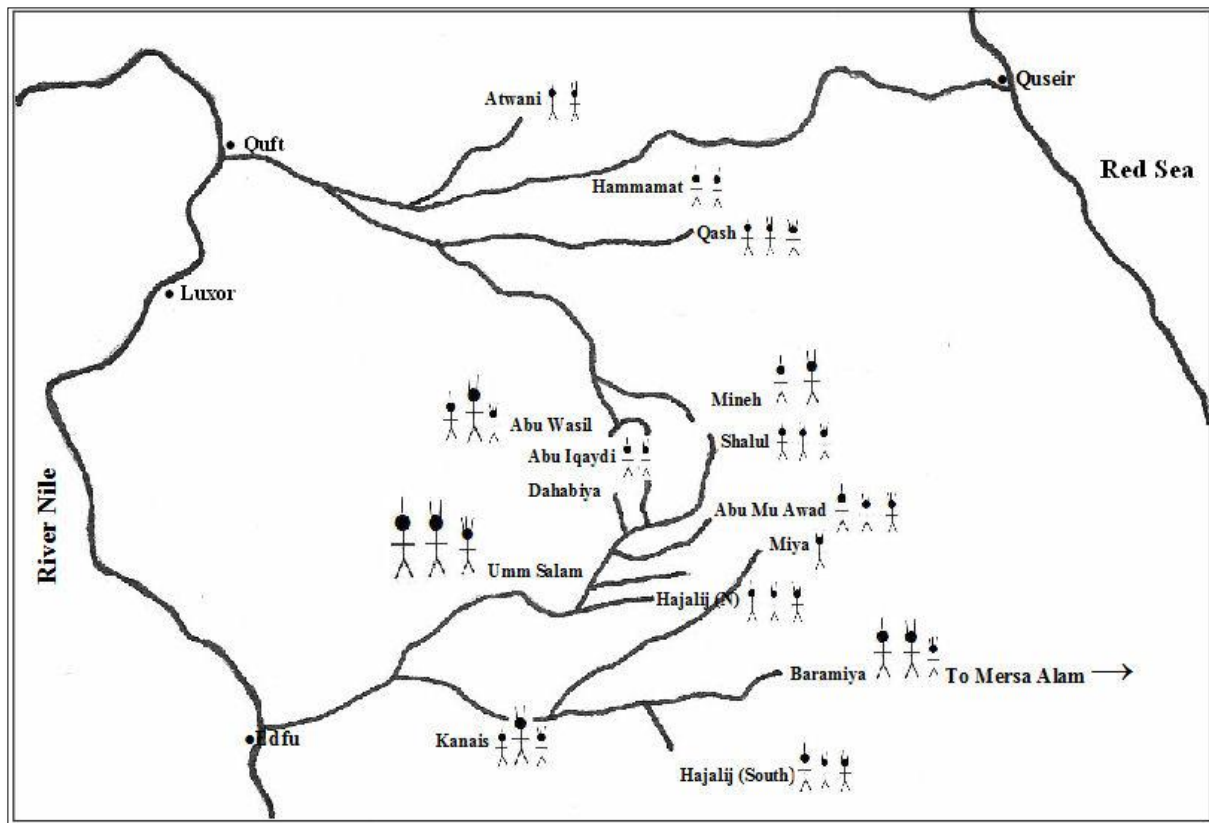 Quseir
Atwani
Quft
Red Sea
Hammamat
Qash
Luxor
Mineh
Abu Wasil
Shalul
Abu Iqaydi
Dahabiya
Abu Mu Awad
River Nile
Miya
Umm Salam
Hajalij (N)
Baramiya
To Mersa Alam
Edfu
Kanais
Hajalij (South)